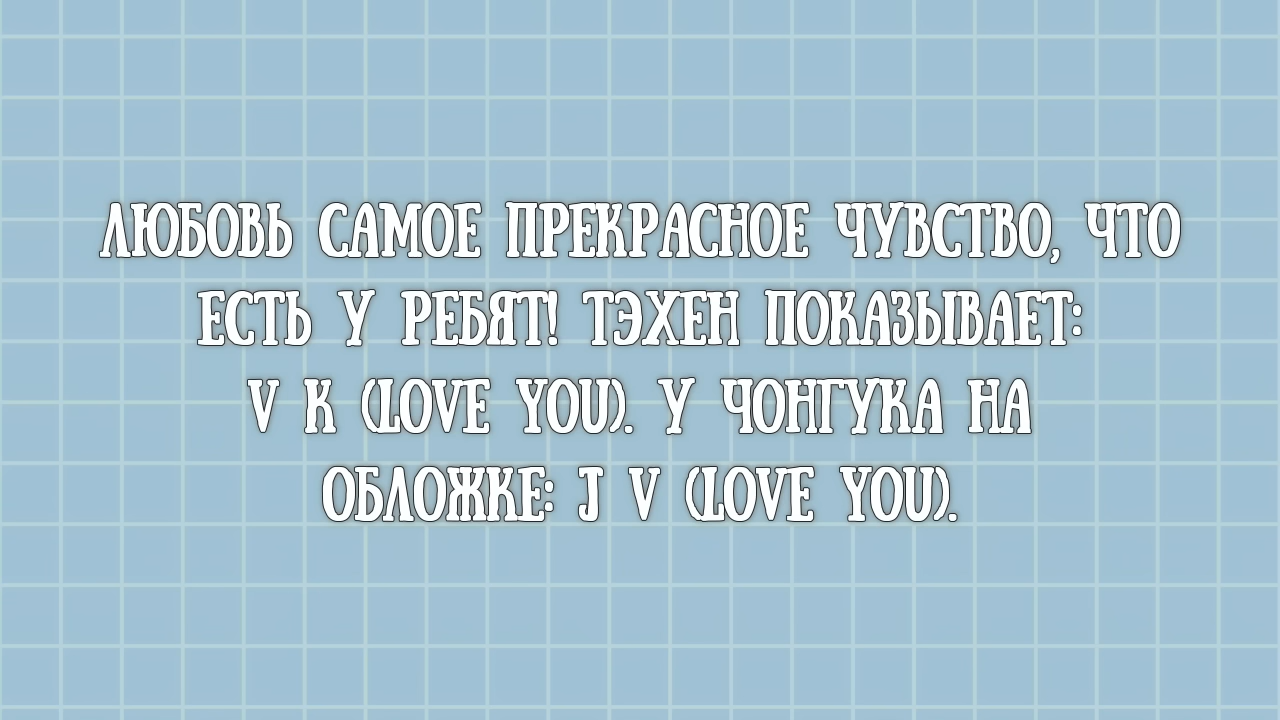 ЛЮБОВЬ САМОЕ ПРЕКРАСНОЕ ЧУВСТВО, ЧТО
ЕСТЬ У РЕБЯТ! ТЭХЕН ПОКАЗЫВАЕТ:
V K (LOVE YOU). У ЧОНГУКА НА
ОБЛОЖКЕ: J V (LOVE YOU).